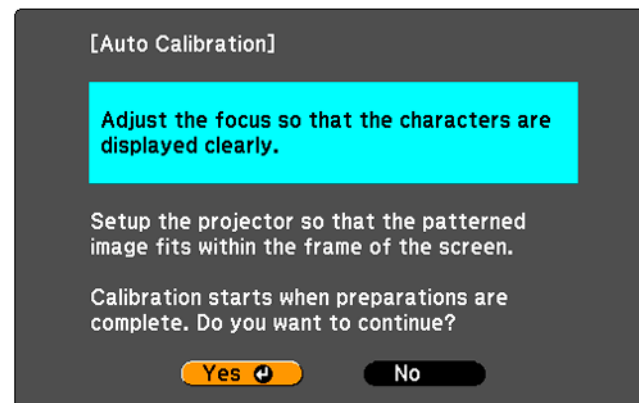 [Auto Calibration]
Adjust the focus so that the characters are
displayed clearly.
Setup the projector so that the patterned
image fits within the frame of the screen.
Calibration starts when preparations are
complete. Do you want to continue?
Yes No